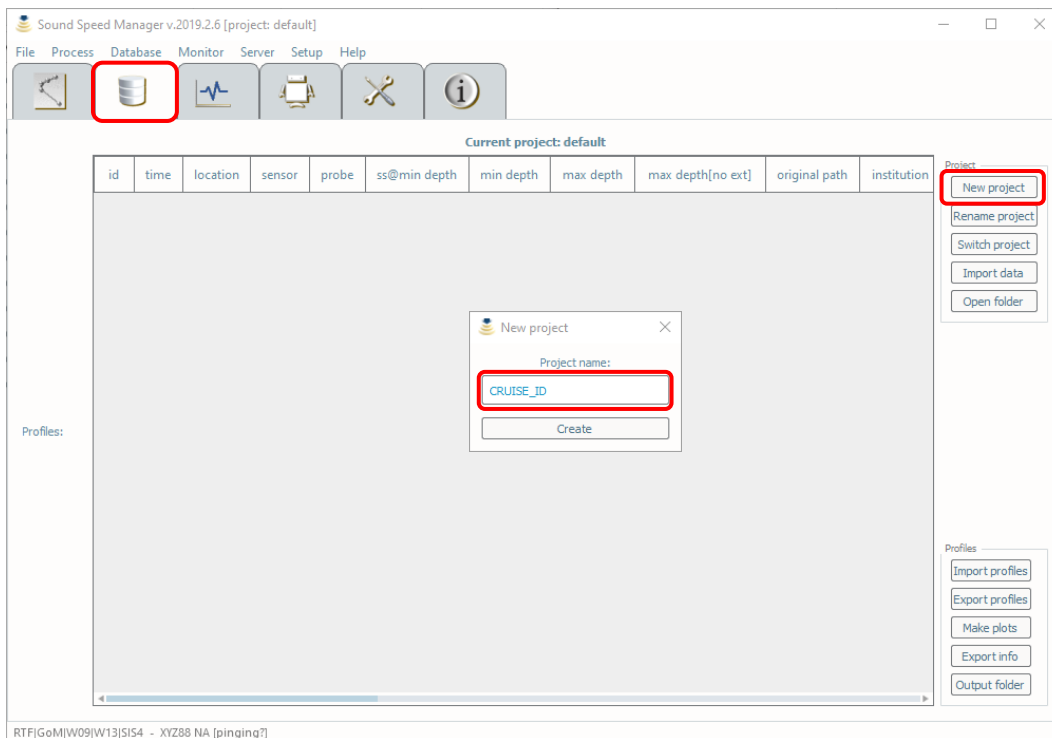 Sound Speed Manager v.2019.2.6 [project: default]
File Process Database Monitor Server Setup Help
Current project: default
id time location sensor probe ss@min depth min depth max depth max depth[no ext] original path institution
Project
New project
Rename project
Switch project
Import data
Open folder
New project
Project name:
CRUISE_ID
Create
Profiles:
Profiles
Import profiles
Export profiles
Make plots
Export info
Output folder
RTF|GoM|W09|W13|SIS4 - XYZ88 NA [pinging?]